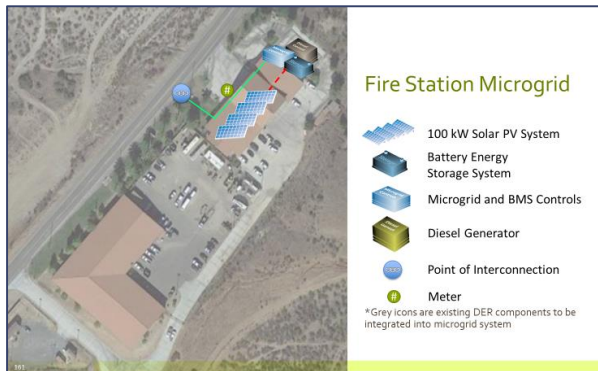 Fire Station Microgrid
100 kW Solar PV System
Battery Energy
Storage System
Microgrid and BMS Controls
Diesel Generator
Point of Interconnection
#
Meter
#
*Grey icons are existing DER components to be
integrated into microgrid system